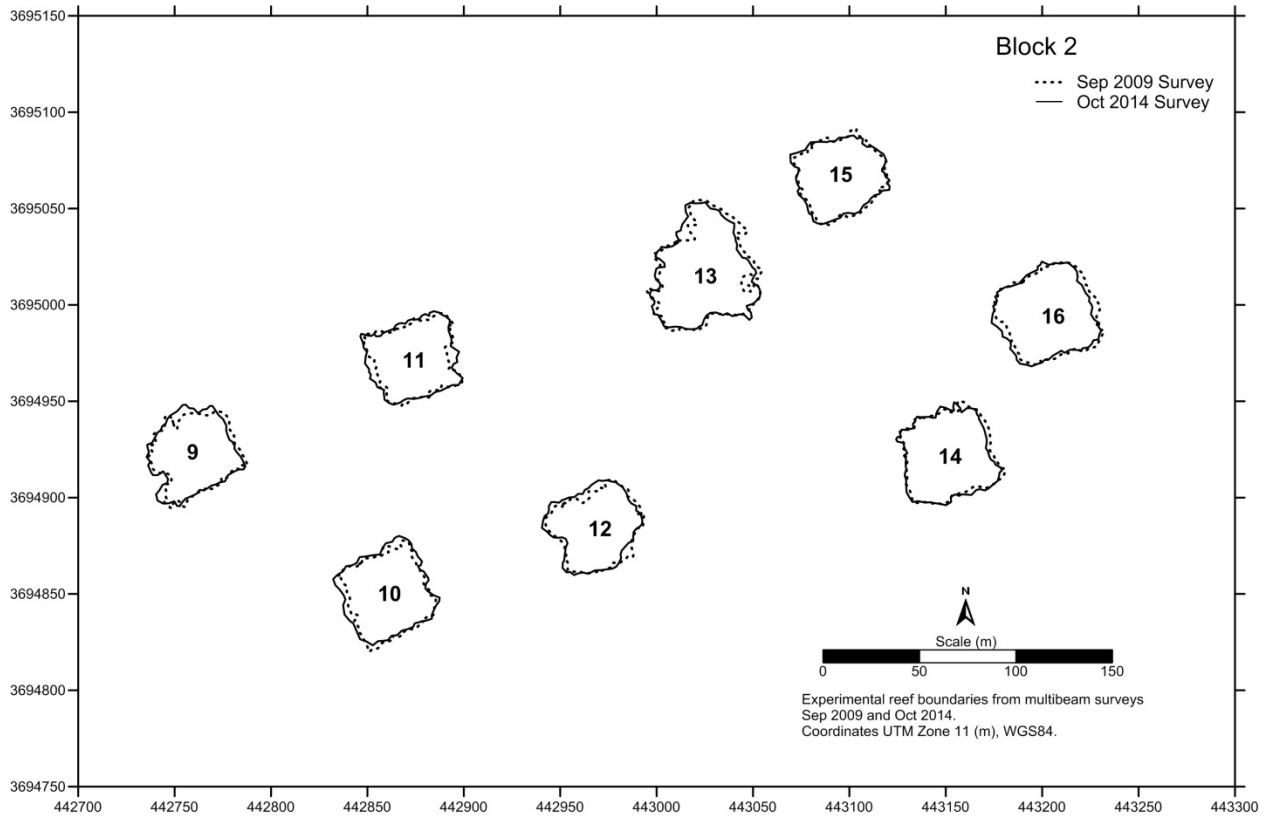 3695150
Block 2
Sep 2009 Survey
Oct 2014 Survey
3695100
15
3695050
13
3695000
16
11
3694950
9
14
3694900
12
10
3694850
N
Scale (m)
0 50 100 150
3694800
Experimental reef boundaries from multibeam surveys
Sep 2009 and Oct 2014.
Coordinates UTM Zone 11 (m), WGS84.
3694750
442700 442750 442800 442850 442900 442950 443000 443050 443100 443150 443200 443250 443300